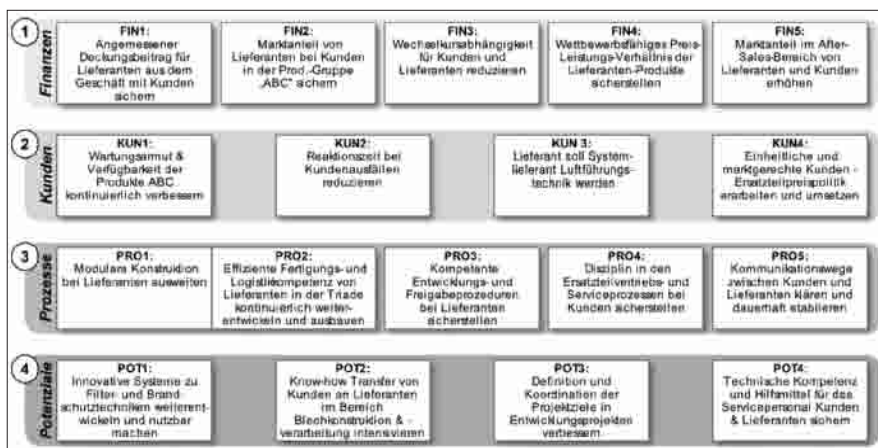 1
Finanzen
FIN1:
Angemessener
Deckungsbeitrag für
Lieferanten aus dem
Geschäft mit Kunden
sichern
FIN2:
Marktanteil von
Lieferanten bei Kunden
in der Prod.-Gruppe
„ABC" sichern
FIN3:
Wechselkursabhängigkeit
für Kunden und
Lieferanten reduzieren
FIN4:
Wettbewerbsfähiges Preis-
Leistungs-Verhältnis der
Lieferanten-Produkte
sicherstellen
FIN5:
Marktanteil im After-
Sales-Bereich von
Lieferanten und Kunden
erhöhen
2
Kunden
KUN1:
Wartungsarmut &
Verfügbarkeit der
Produkte ABC
kontinuierlich verbessern
KUN2:
Reaktionszeit bei
Kundenausfällen
reduzieren
KUN 3:
Lieferant soll System-
lieferant Luftführungs-
technik werden
KUN4:
Einheitliche und
marktgerechte Kunden -
Ersatzteilpreispolitik
erarbeiten und umsetzen
3
Prozesse
PRO1:
Modulare Konstruktion
bei Lieferanten ausweiten
PRO2:
Effiziente Fertigungs- und
Logistikkompetenz von
Lieferanten in der Triade
kontinuierlich weiter-
entwickeln und ausbauen
PRO3:
Kompetente
Entwicklungs- und
Freigabeprozeduren
bei Lieferanten
sicherstellen
PRO4:
Disziplin in den
Ersatzteilvertriebs- und
Serviceprozessen bei
Kunden sicherstellen
PRO5:
Kommunikationswege
zwischen Kunden und
Lieferanten klären und
dauerhaft etablieren
4
Potenziale
POT1:
Innovative Systeme zu
Filter- und Brand-
schutztechniken weiterent-
wickeln und nutzbar
machen
POT2:
Know-how Transfer von
Kunden an Lieferanten
im Bereich
Blechkonstruktion & -
verarbeitung intensivieren
POT3:
Definition und
Koordination der
Projektziele in
Entwicklungsprojekten
verbessern
POT4:
Technische Kompetenz
und Hilfsmittel für das
Servicepersonal Kunden
& Lieferanten sichern